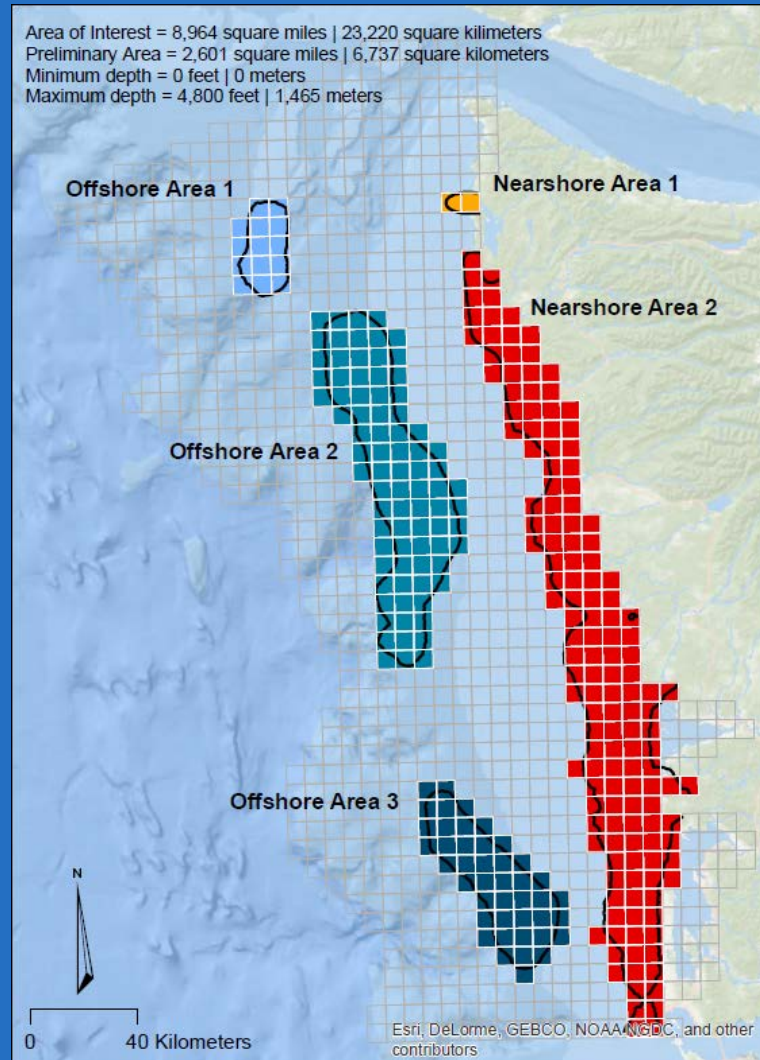 Area of Interest = 8,964 square miles | 23,220 square kilimeters
Preliminary Area = 2,601 square miles | 6,737 square kilometers
Minimum depth = 0 feet | 0 meters
Maximum depth = 4,800 feet | 1,465 meters
Offshore Area 1
Nearshore Area 1
Nearshore Area 2
Offshore Area 2
Offshore Area 3
N
0 40 Kilometers
Esri, DeLorme, GEBCO, NOAA NGDC, and other
contributors